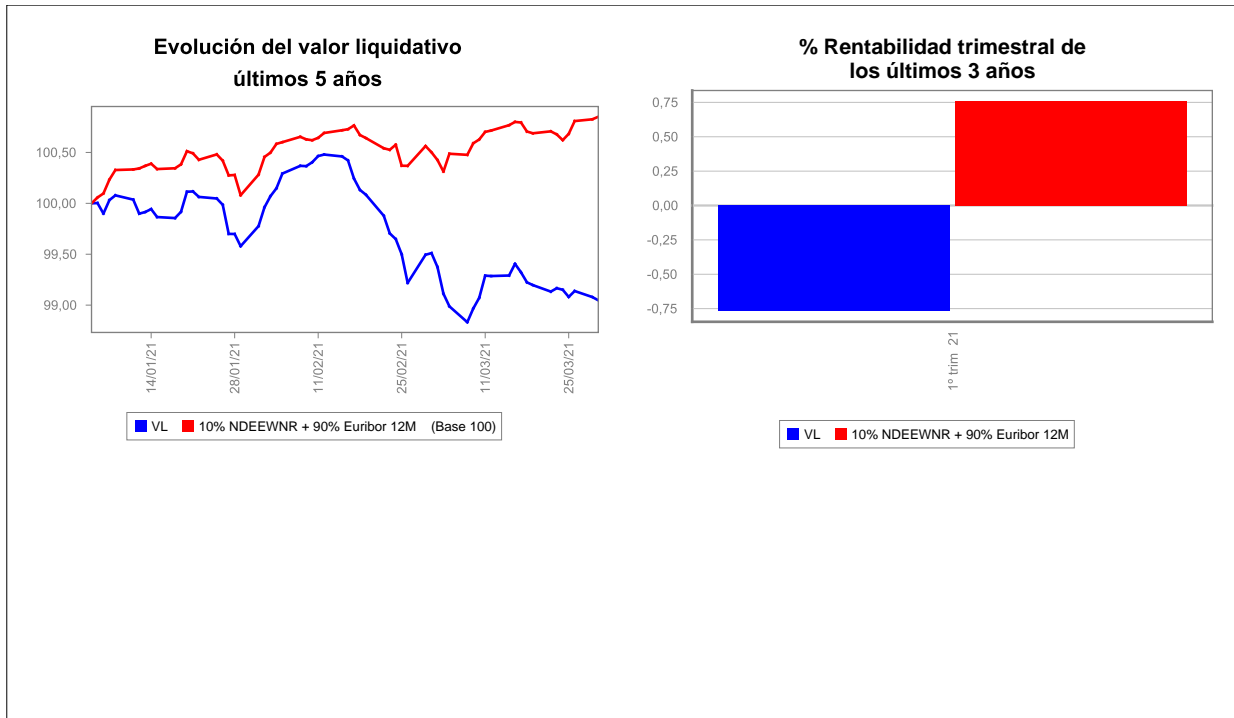 Evolución del valor liquidativo
últimos 5 años
100,50
100,00
99,50
99,00
14/01/21
28/01/21
11/02/21
25/02/21
11/03/21
25/03/21
VL 10% NDEEWNR + 90% Euribor 12M (Base 100)
% Rentabilidad trimestral de
los últimos 3 años
0,75
0,50
0,25
0,00
-0,25
-0,50
-0,75
1º trim 21
VL 10% NDEEWNR + 90% Euribor 12M